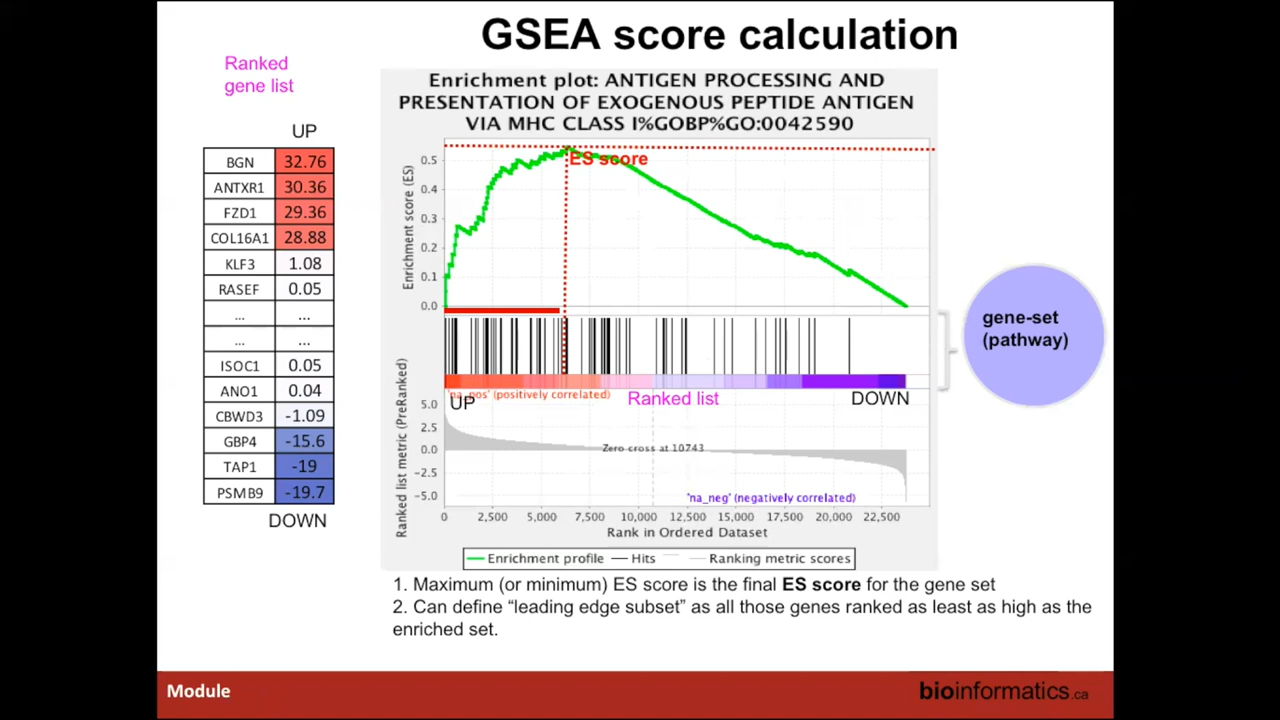 GSEA score calculation
Ranked
gene list
UP
BGN 32.76
ANTXR1 30.36
FZD1 29.36
COL16A1 28.88
KLF3 1.08
RASEF 0.05
... ...
... ...
ISOC1 0.05
ANO1 0.04
CBWD3 -1.09
GBP4 -15.6
TAP1 -19
PSMB9 -19.7
DOWN
Enrichment plot: ANTIGEN PROCESSING AND
PRESENTATION OF EXOGENOUS PEPTIDE ANTIGEN
VIA MHC CLASS I%GOBP%GO:0042590
ES score
Enrichment score (ES)
0.5
0.4
0.3
0.2
0.1
0.0
'na_pos' (positively correlated)
UP
Ranked list
DOWN
Ranked list metric (PreRanked)
5.0
2.5
0.0
-2.5
-5.0
Zero cross at 10743
'na_neg' (negatively correlated)
0 2,500 5,000 7,500 10,000 12,500 15,000 17,500 20,000 22,500
Rank in Ordered Dataset
Enrichment profile Hits Ranking metric scores
gene-set
(pathway)
1. Maximum (or minimum) ES score is the final ES score for the gene set
2. Can define “leading edge subset” as all those genes ranked as least as high as the
enriched set.
Module
bioinformatics.ca